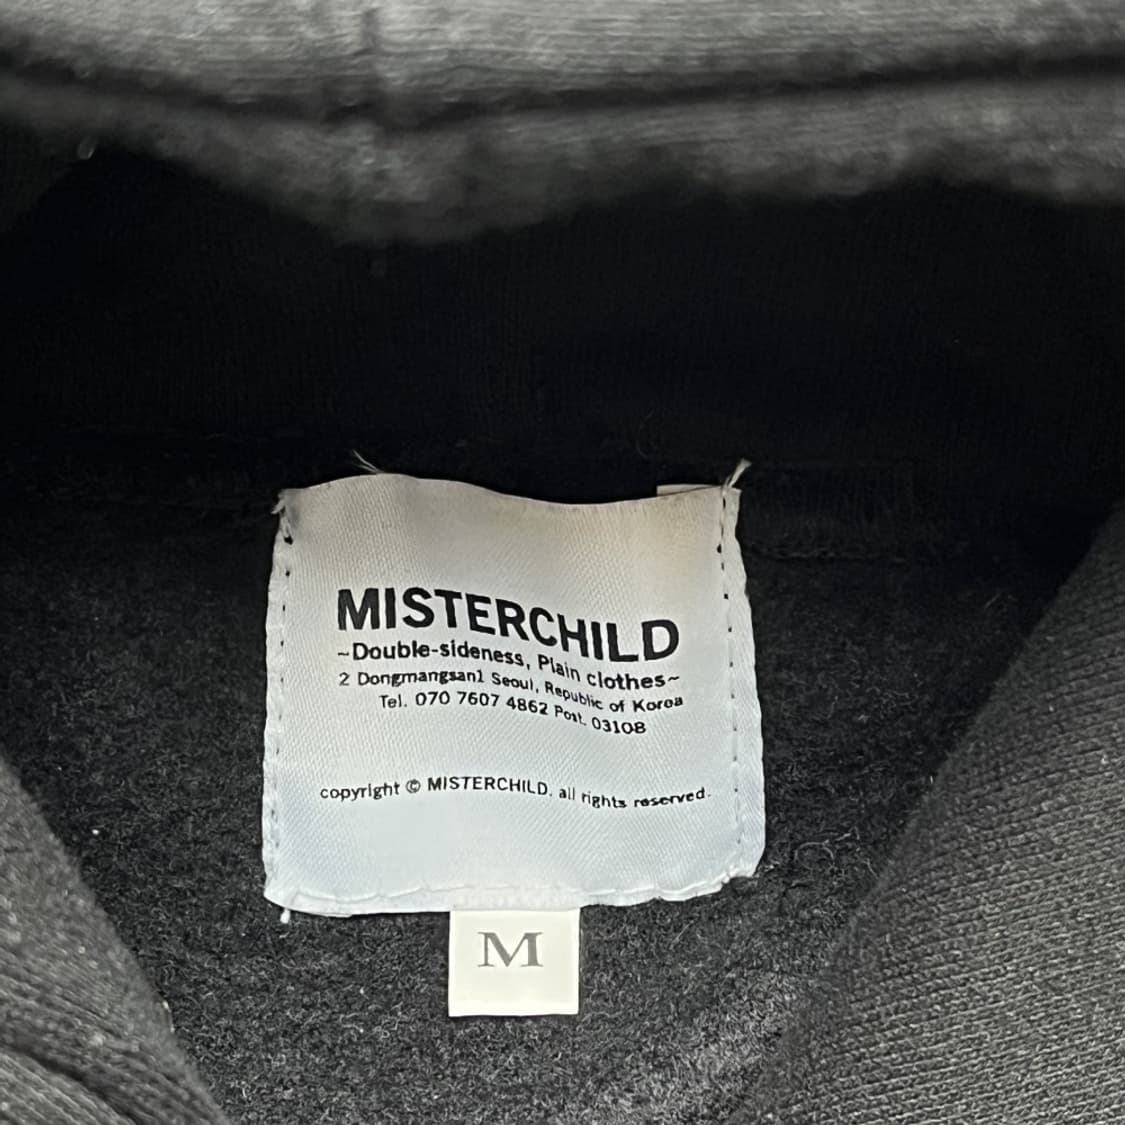 MISTERCHILD
~Double-sideness, Plain clothes~
2 Dongmangsan1 Seoul, Republic of Korea
Tel. 070 7607 4862 Post. 03108
copyright © MISTERCHILD. all rights reserved.
M